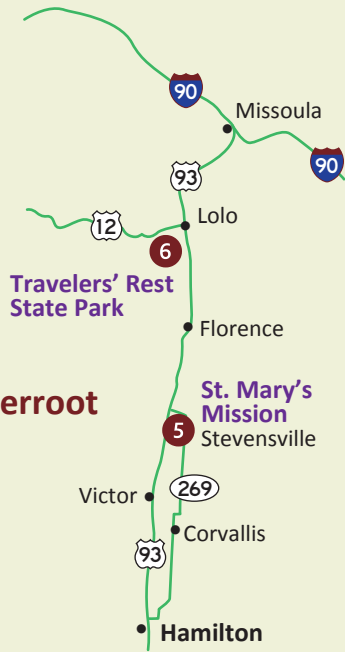 90
Missoula
90
93
12
Lolo
6
Travelers' Rest
State Park
Florence
erroot
St. Mary's
Mission
5
Stevensville
269
Victor
Corvallis
93
Hamilton